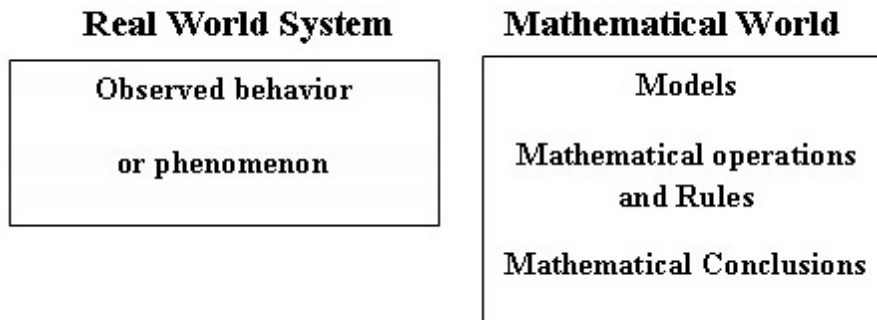 Real World System
Observed behavior
or phenomenon
Mathematical World
Models
Mathematical operations
and Rules
Mathematical Conclusions